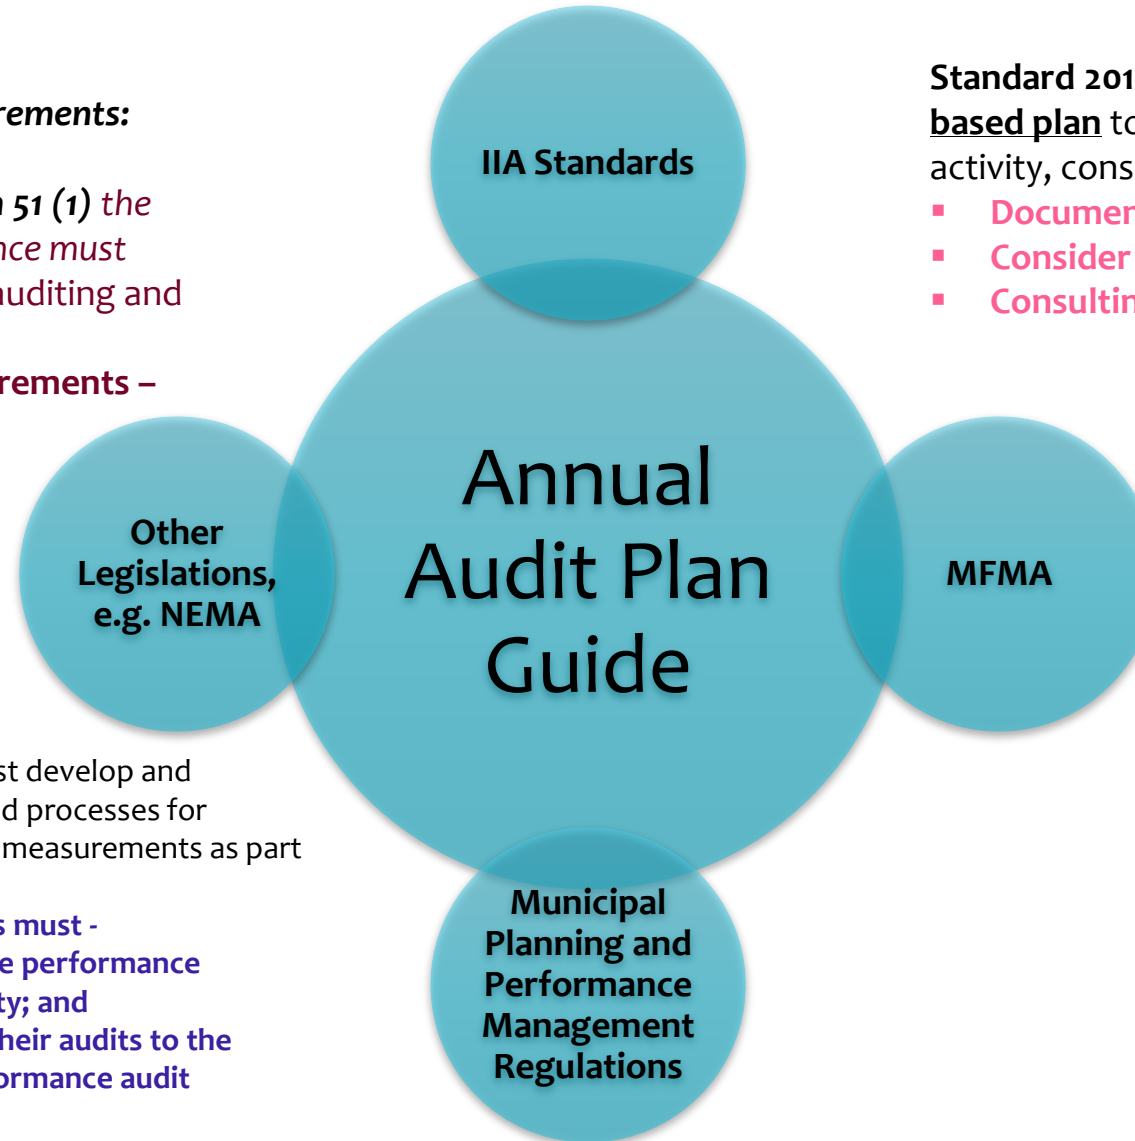 rements:
n 51 (1) the
nce must
auditing and
rements –
IIA Standards
Standard 201
based plan to
activity, cons
▪ Documen
▪ Consider
▪ Consultin
Other
Legislations,
e.g. NEMA
Annual
Audit Plan
Guide
MFMA
st develop and
d processes for
measurements as part
s must -
e performance
ty; and
heir audits to the
ormance audit
Municipal
Planning and
Performance
Management
Regulations